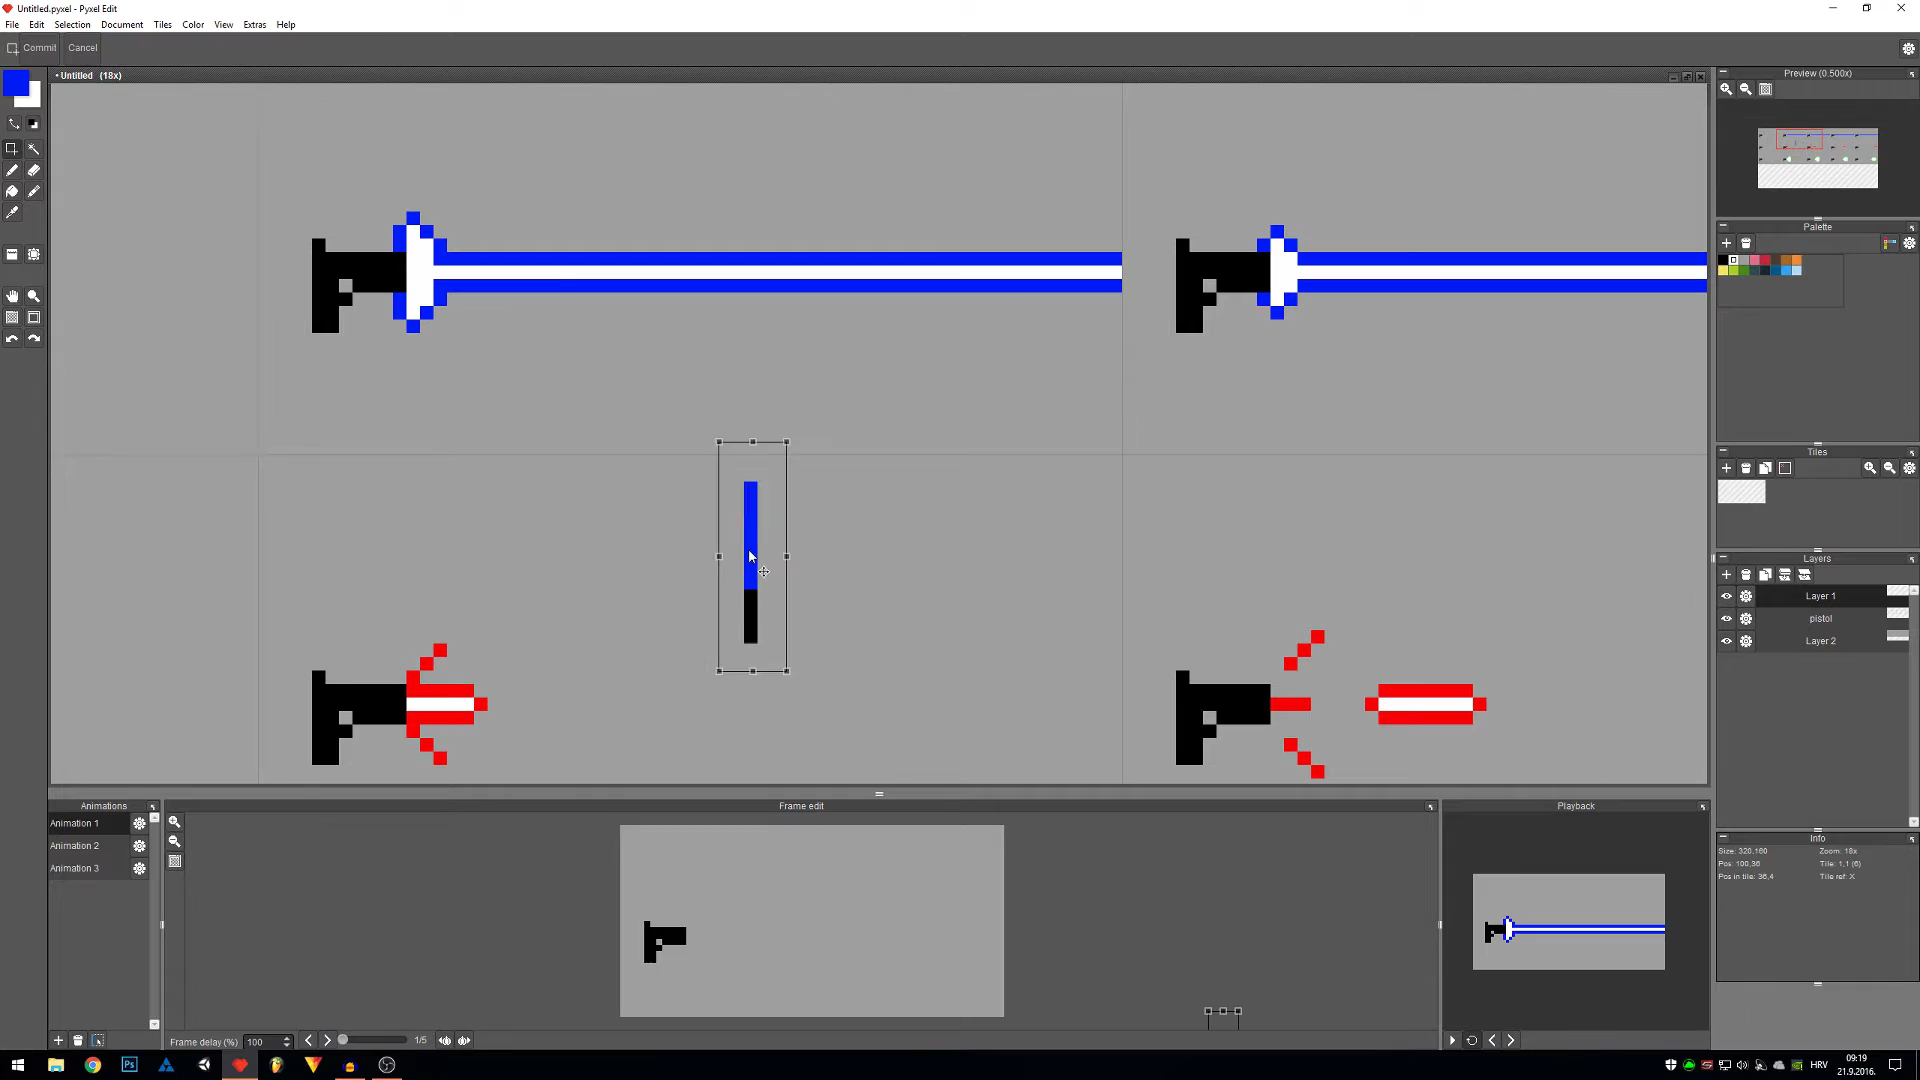 Untitled.pyxel - Pyxel Edit
File Edit Selection Document Tiles Color View Extras Help
Commit Cancel
• Untitled (18x)
Preview (0.500x)
Palette
Tiles
Layers
Layer 1
pistol
Layer 2
Animations
Animation 1
Animation 2
Animation 3
Frame edit
Frame delay (%) 100
1/5
Playback
Info
Size: 320,160 Zoom: 18x
Pos: 100,36 Tile: 1,1 (6)
Pos in tile: 36,4 Tile ref: X
Ps
HRV
09:19
21.9.2016.